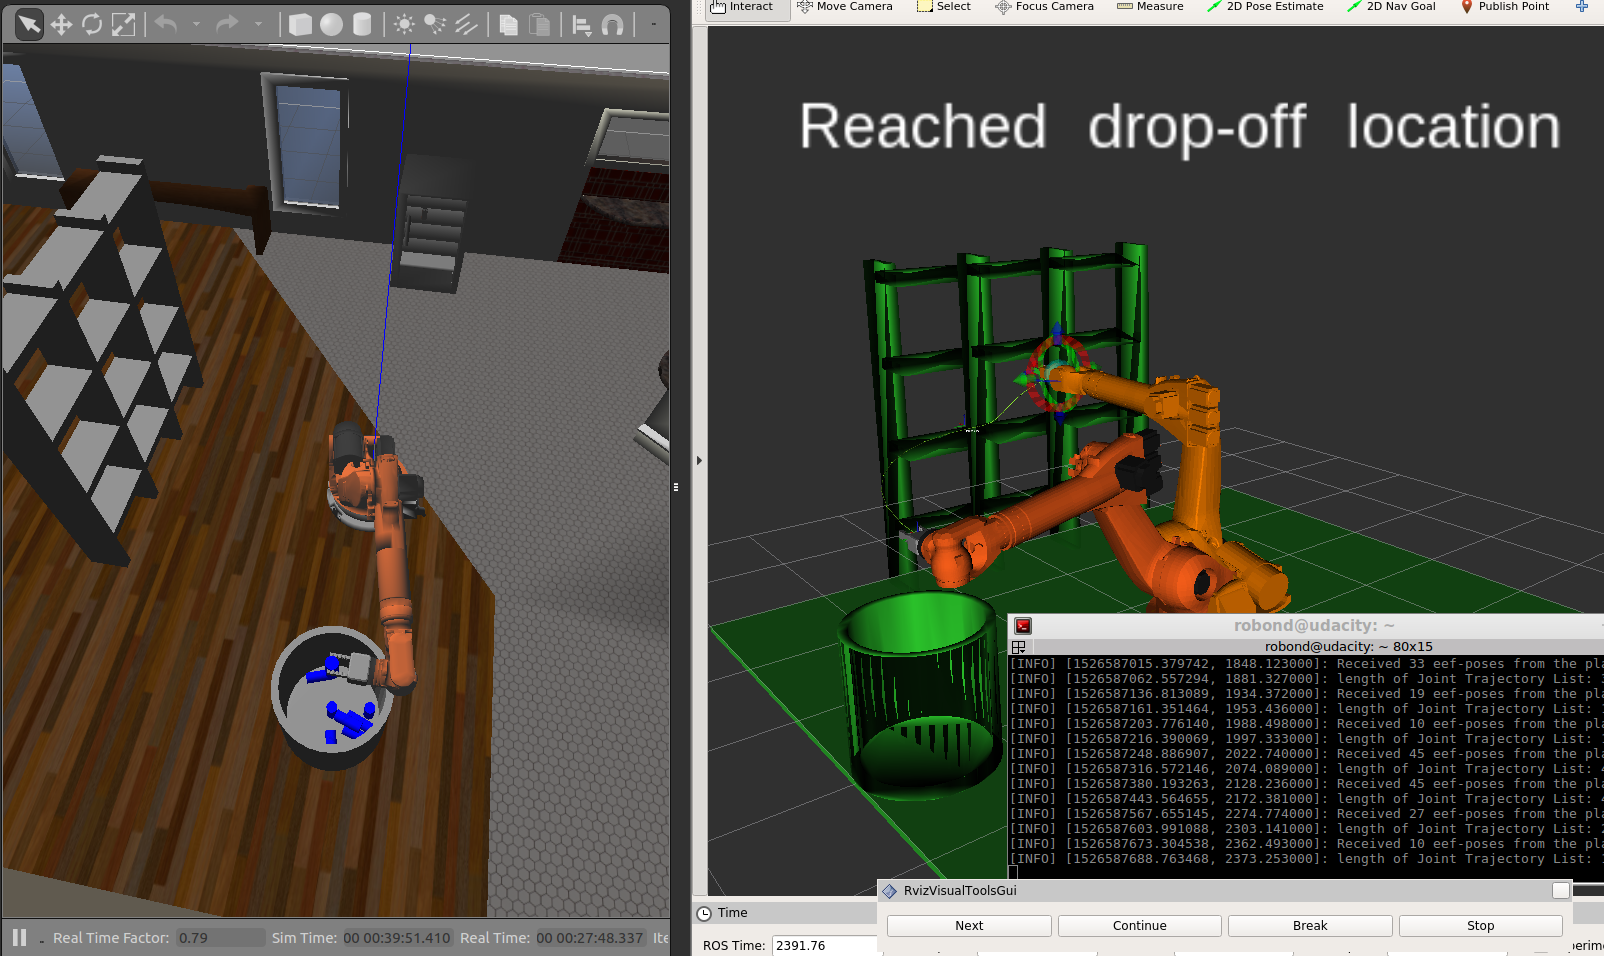 Interact Move Camera Select Focus Camera Measure 2D Pose Estimate 2D Nav Goal Publish Point
Reached drop-off location
robond@udacity: ~
robond@udacity: ~ 80x15
[INFO] [1526587015.379742, 1848.123000]: Received 33 eef-poses from the pla
[INFO] [1526587062.557294, 1881.327000]: length of Joint Trajectory List:
[INFO] [1526587136.813089, 1934.372000]: Received 19 eef-poses from the pla
[INFO] [1526587161.351464, 1953.436000]: length of Joint Trajectory List:
[INFO] [1526587203.776140, 1988.498000]: Received 10 eef-poses from the pla
[INFO] [1526587216.390069, 1997.333000]: length of Joint Trajectory List:
[INFO] [1526587248.886907, 2022.740000]: Received 45 eef-poses from the pla
[INFO] [1526587316.572146, 2074.089000]: length of Joint Trajectory List:
[INFO] [1526587380.193263, 2128.236000]: Received 45 eef-poses from the pla
[INFO] [1526587443.564655, 2172.381000]: length of Joint Trajectory List:
[INFO] [1526587567.655145, 2274.774000]: Received 27 eef-poses from the pla
[INFO] [1526587603.991088, 2303.141000]: length of Joint Trajectory List:
[INFO] [1526587673.304538, 2362.493000]: Received 10 eef-poses from the pla
[INFO] [1526587688.763468, 2373.253000]: length of Joint Trajectory List:
RvizVisualToolsGui
Next Continue Break Stop
Time
ROS Time: 2391.76
Real Time Factor: 0.79 Sim Time: 00 00:39:51.410 Real Time: 00 00:27:48.337 Ite